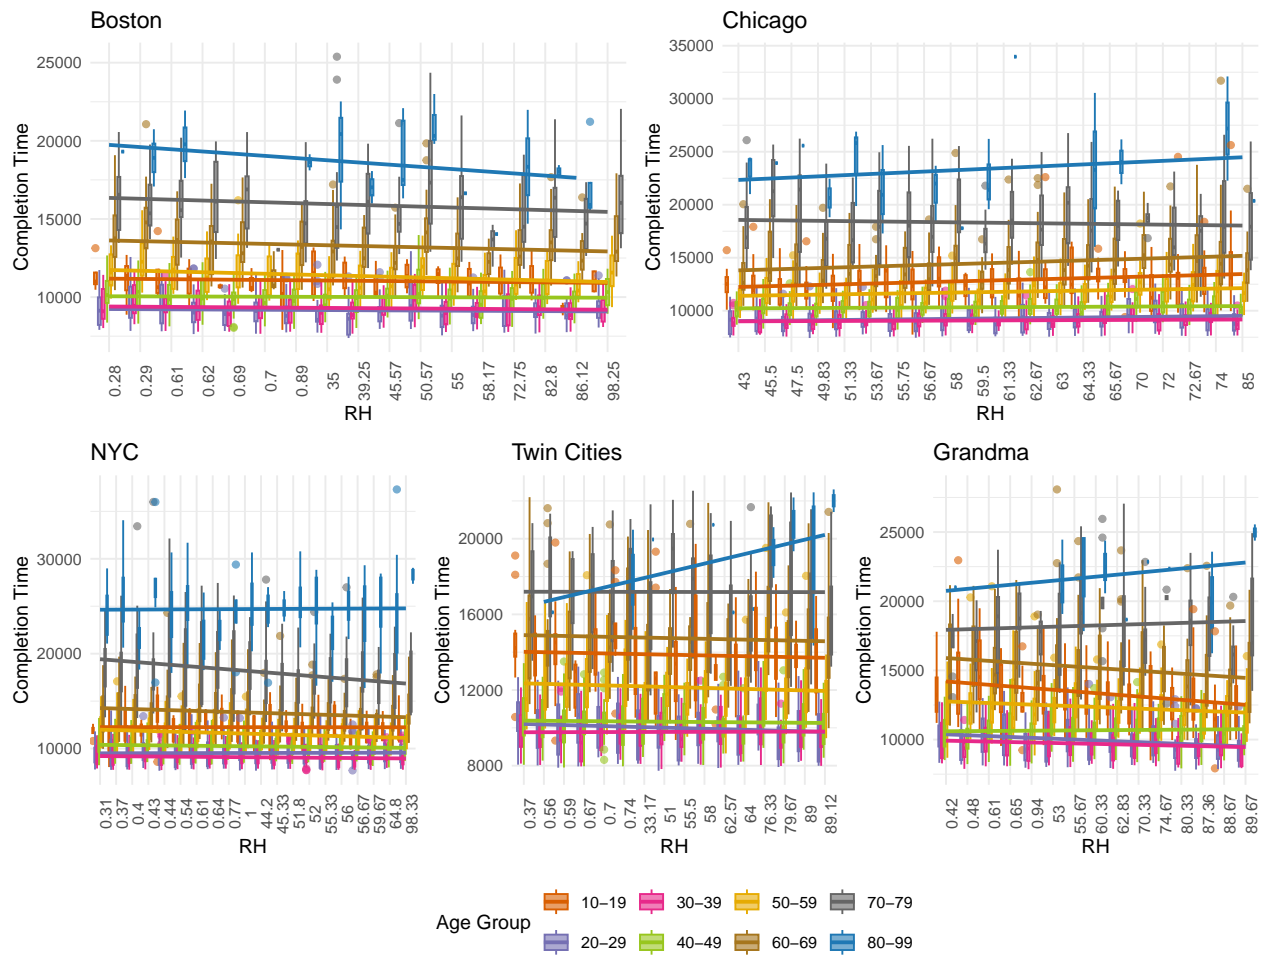 Boston
Completion Time
25000
20000
15000
10000
0.28 0.29 0.61 0.62 0.69 0.7 0.89 35 39.25 45.57 50.57 55 58.17 72.75 82.8 86.12 98.25
RH
Chicago
Completion Time
35000
30000
25000
20000
15000
10000
43 45.5 47.5 49.83 51.33 53.67 55.75 56.67 58 59.5 61.33 62.67 63 64.33 65.67 70 72 72.67 74 85
RH
NYC
Completion Time
30000
20000
10000
0.31 0.37 0.4 0.43 0.44 0.54 0.61 0.64 0.77 1 44.2 45.33 51.8 52 55.33 56 56.67 59.67 64.8 98.33
RH
Twin Cities
Completion Time
20000
16000
12000
8000
0.37 0.56 0.59 0.67 0.7 0.74 33.17 51 55.5 58 62.57 64 76.33 79.67 89 89.12
RH
Grandma
Completion Time
25000
20000
15000
10000
0.42 0.48 0.61 0.65 0.94 53 55.67 60.33 62.83 70.33 74.67 80.33 87.36 88.67 89.67
RH
Age Group
10−19 30−39 50−59 70−79
20−29 40−49 60−69 80−99